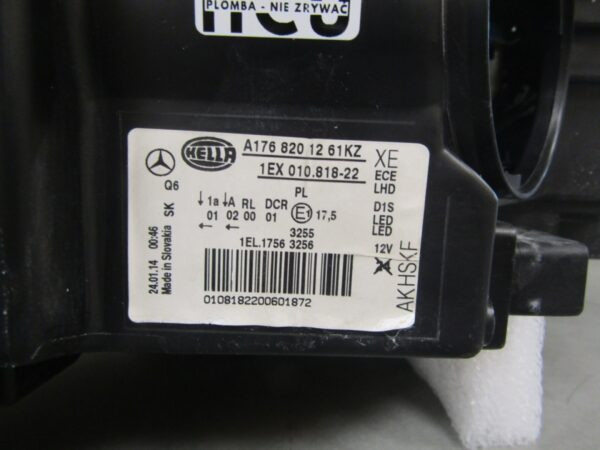 PLOMBA - NIE ZRYWAĆ
HELLA
A176 820 12 61KZ
1EX 010.818-22
XE
ECE
LHD
D1S
LED
LED
12V
AKHSKF
Q6
SK
PL
1a A RL DCR E1 17,5
01 02 00 01
3255
1EL.1756 3256
0108182200601872
24.01.14 00:46
Made in Slovakia